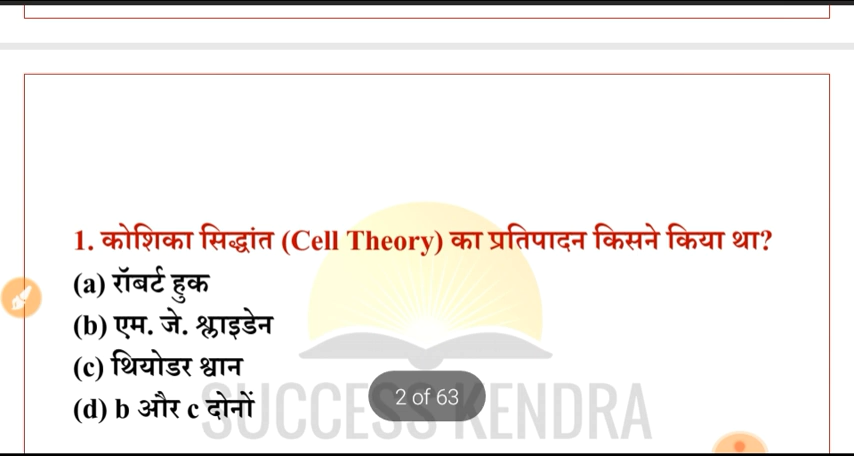 1. कोशिका सिद्धांत (Cell Theory) का प्रतिपादन किसने किया था?
(a) रॉबर्ट हुक
(b) एम. जे. श्लाइडेन
(c) थियोडर श्वान
(d) b और c दोनों
SUCCESS KENDRA
2 of 63